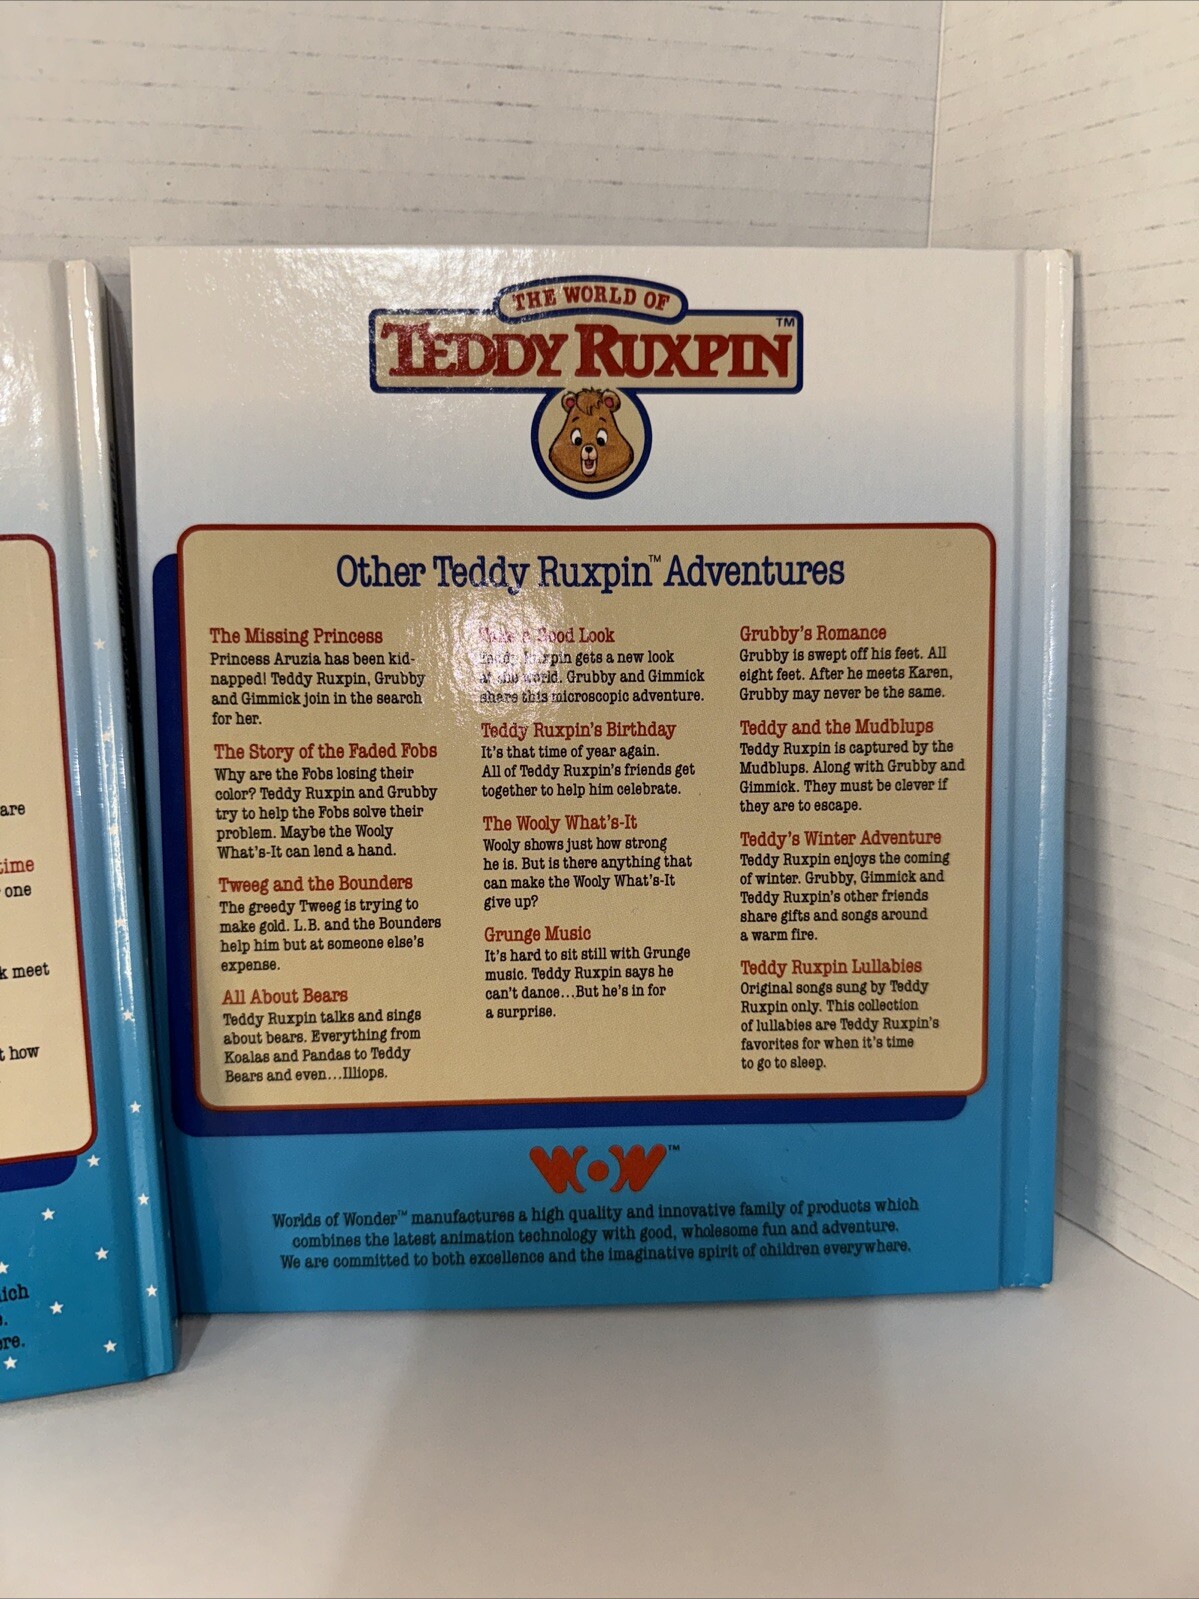 THE WORLD OF
TEDDY RUXPIN™
Other Teddy Ruxpin™ Adventures
The Missing Princess
Princess Aruzia has been kid-
napped! Teddy Ruxpin, Grubby
and Gimmick join in the search
for her.
The Story of the Faded Fobs
Why are the Fobs losing their
color? Teddy Ruxpin and Grubby
try to help the Fobs solve their
problem. Maybe the Wooly
What's-It can lend a hand.
Tweeg and the Bounders
The greedy Tweeg is trying to
make gold. L.B. and the Bounders
help him but at someone else's
expense.
All About Bears
Teddy Ruxpin talks and sings
about bears. Everything from
Koalas and Pandas to Teddy
Bears and even...Illiops.
Take a Good Look
Teddy Ruxpin gets a new look
at the world. Grubby and Gimmick
share this microscopic adventure.
Teddy Ruxpin's Birthday
It's that time of year again.
All of Teddy Ruxpin's friends get
together to help him celebrate.
The Wooly What's-It
Wooly shows just how strong
he is. But is there anything that
can make the Wooly What's-It
give up?
Grunge Music
It's hard to sit still with Grunge
music. Teddy Ruxpin says he
can't dance...But he's in for
a surprise.
Grubby's Romance
Grubby is swept off his feet. All
eight feet. After he meets Karen,
Grubby may never be the same.
Teddy and the Mudblups
Teddy Ruxpin is captured by the
Mudblups. Along with Grubby and
Gimmick. They must be clever if
they are to escape.
Teddy's Winter Adventure
Teddy Ruxpin enjoys the coming
of winter. Grubby, Gimmick and
Teddy Ruxpin's other friends
share gifts and songs around
a warm fire.
Teddy Ruxpin Lullabies
Original songs sung by Teddy
Ruxpin only. This collection
of lullabies are Teddy Ruxpin's
favorites for when it's time
to go to sleep.
WOW™
Worlds of Wonder™ manufactures a high quality and innovative family of products which
combines the latest animation technology with good, wholesome fun and adventure.
We are committed to both excellence and the imaginative spirit of children everywhere.
are
time
one
meet
how